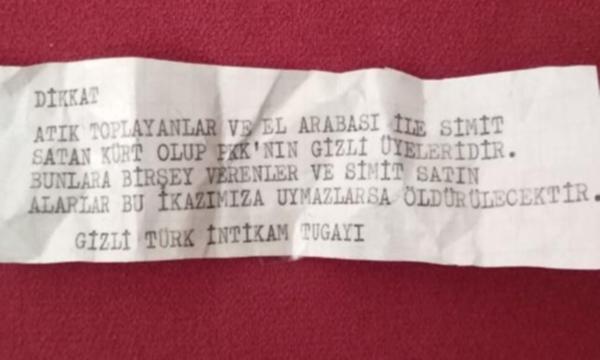 DİKKAT
ATIK TOPLAYANLAR VE EL ARABASI İLE SİMİT
SATAN KÜRT OLUP PKK'NIN GİZLİ ÜYELERİDİR.
BUNLARA BİRŞEY VERENLER VE SİMİT SATIN
ALARLAR BU İKAZIMIZA UYMAZLARSA ÖLDÜRÜLECEKTİR.
GİZLİ TÜRK İNTİKAM TUGAYI